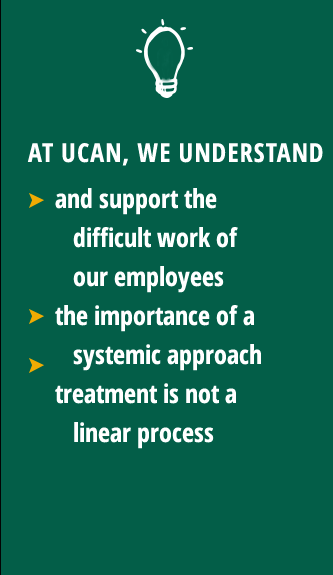 AT UCAN, WE UNDERSTAND
➤ and support the
difficult work of
our employees
➤ the importance of a
➤ systemic approach
treatment is not a
linear process